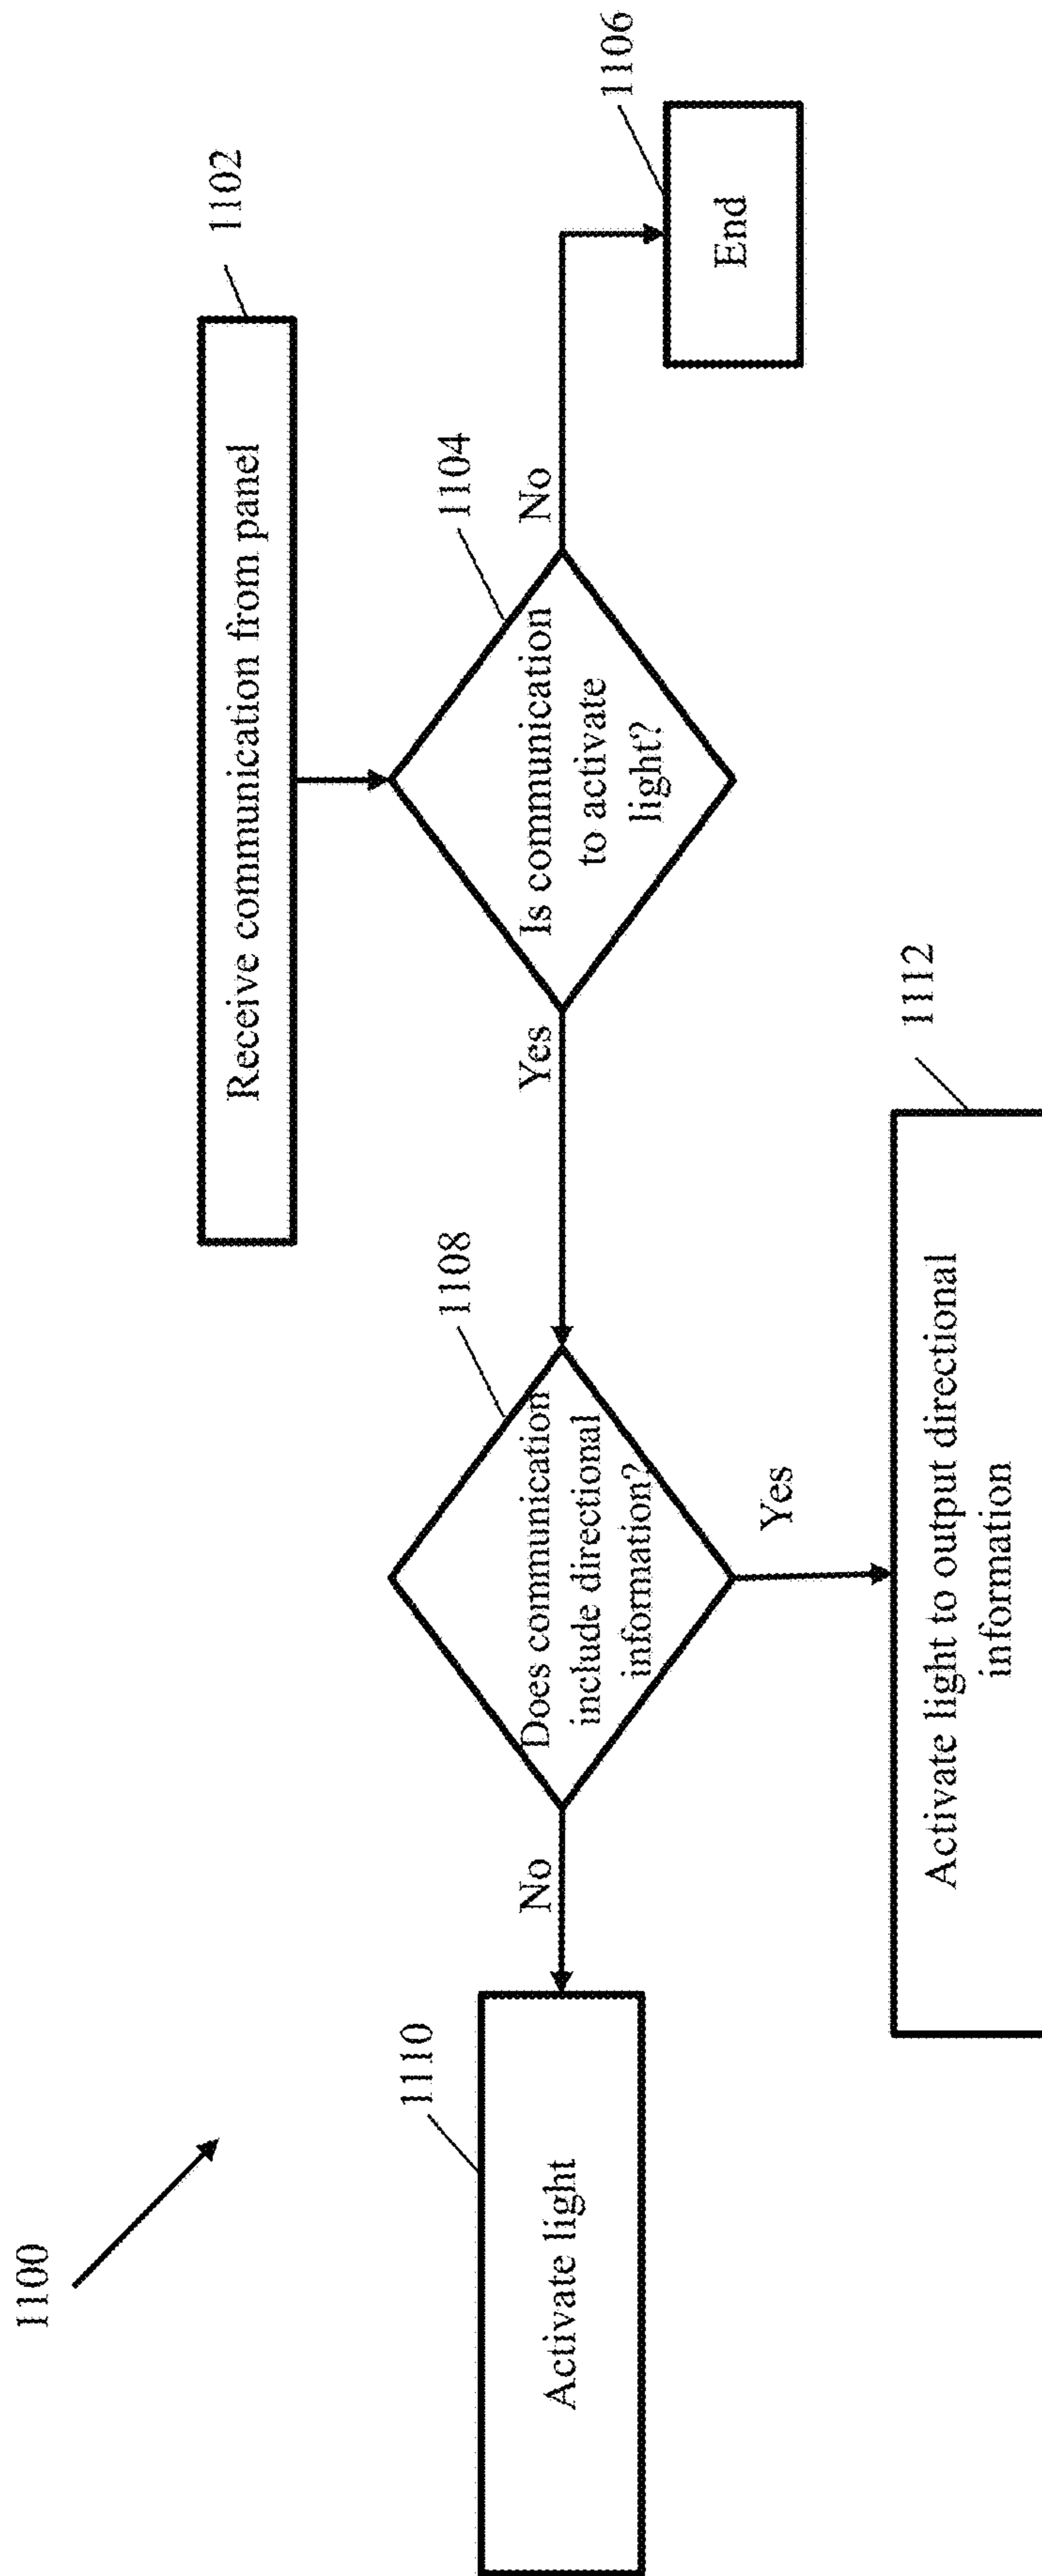 1100
Receive communication from panel
1102
Is communication
to activate
light?
1104
No
End
1106
Yes
Does communication
include directional
information?
1108
No
Activate light
1110
Yes
Activate light to output directional
information
1112